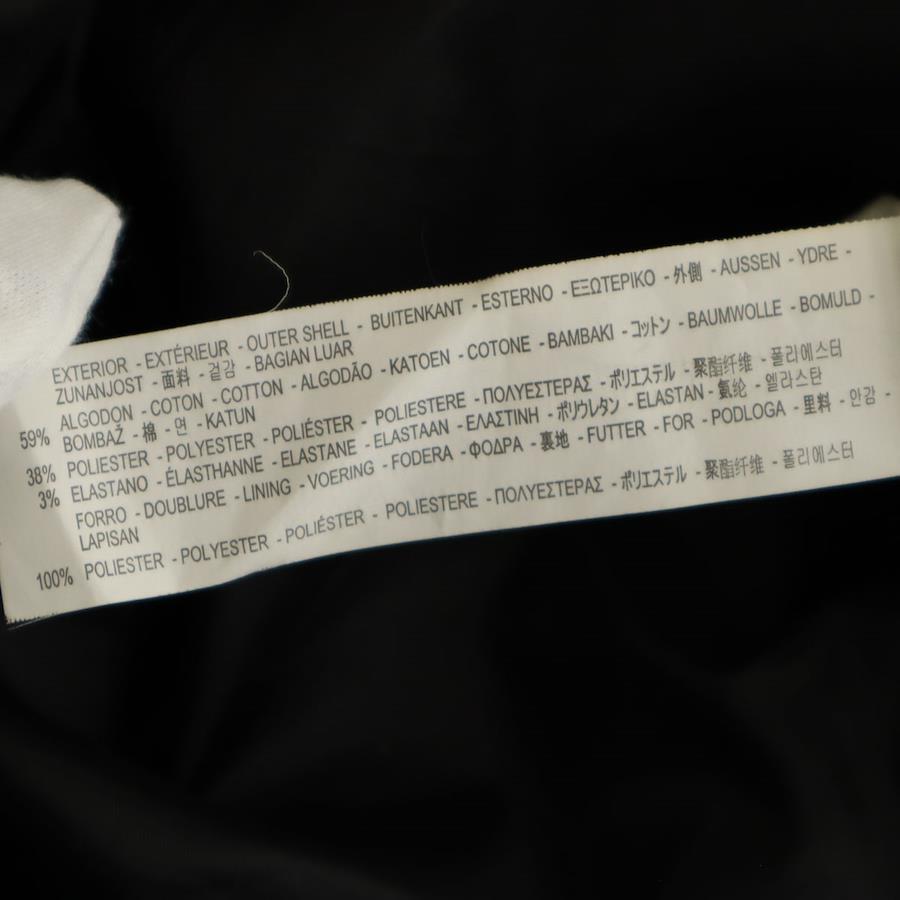 EXTERIOR - EXTÉRIEUR - OUTER SHELL - BUITENKANT - ESTERNO - ΕΞΩΤΕΡΙΚΟ - 外側 - AUSSEN - YDRE -
ZUNANJOST - 面料 - 겉감 - BAGIAN LUAR
59% ALGODON - COTON - COTTON - ALGODÃO - KATOEN - COTONE - BAMBAKI - コットン - BAUMWOLLE - BOMULD -
BOMBAŽ - 棉 - 면 - KATUN
38% POLIESTER - POLYESTER - POLIÉSTER - POLIESTERE - ΠΟΛΥΕΣΤΕΡΑΣ - ポリエステル - 聚酯纤维 - 폴리에스터
3% ELASTANO - ÉLASTHANNE - ELASTANE - ELASTAAN - ΕΛΑΣΤΙΝΗ - ポリウレタン - ELASTAN - 氨纶 - 엘라스탄
FORRO - DOUBLURE - LINING - VOERING - FODERA - ΦΟΔΡΑ - 裏地 - FUTTER - FOR - PODLOGA - 里料 - 안감 -
LAPISAN
100% POLIESTER - POLYESTER - POLIÉSTER - POLIESTERE - ΠΟΛΥΕΣΤΕΡΑΣ - ポリエステル - 聚酯纤维 - 폴리에스터